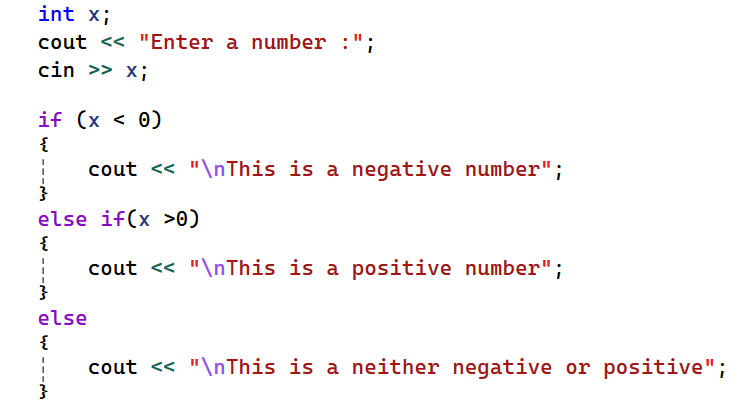 int x;
cout << "Enter a number :";
cin >> x;
if (x < 0)
{
cout << "\nThis is a negative number";
}
else if(x >0)
{
cout << "\nThis is a positive number";
}
else
{
cout << "\nThis is a neither negative or positive";
}